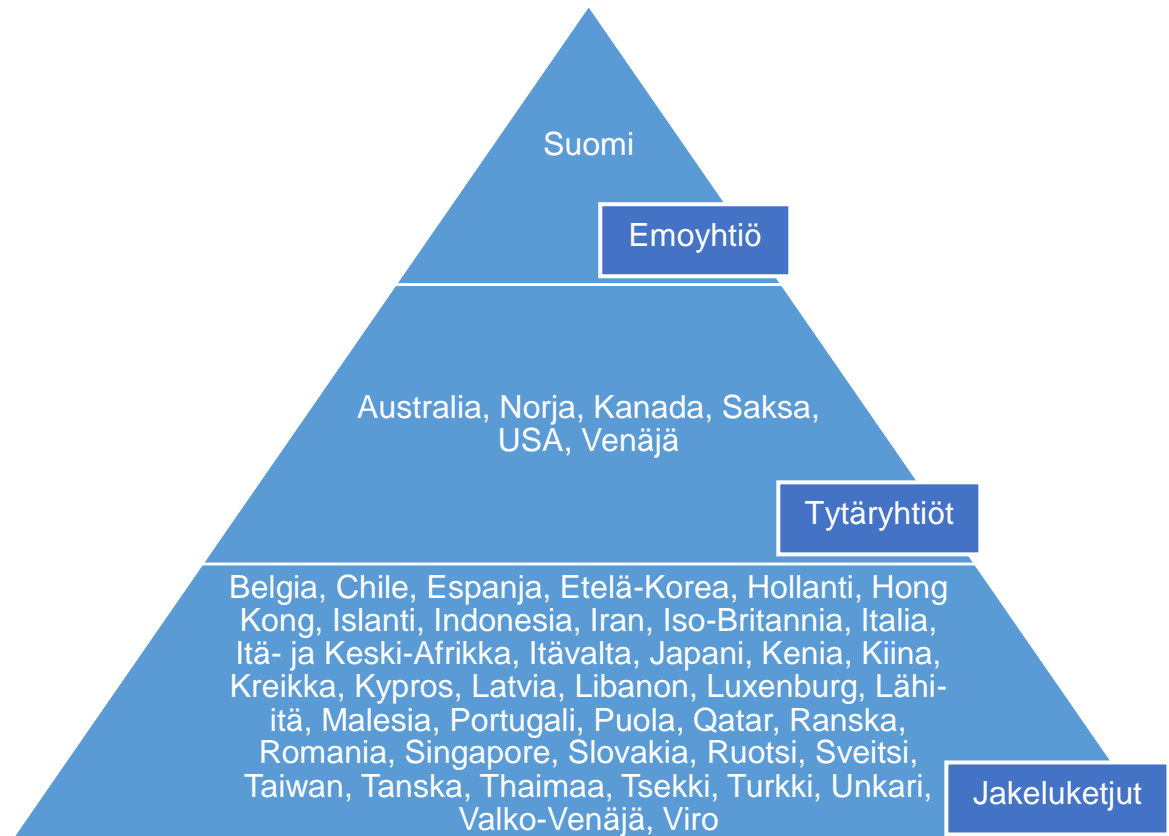 Suomi
Emoyhtiö
Australia, Norja, Kanada, Saksa,
USA, Venäjä
Tytäryhtiöt
Belgia, Chile, Espanja, Etelä-Korea, Hollanti, Hong
Kong, Islanti, Indonesia, Iran, Iso-Britannia, Italia,
Itä- ja Keski-Afrikka, Itävalta, Japani, Kenia, Kiina,
Kreikka, Kypros, Latvia, Libanon, Luxenburg, Lähi-
itä, Malesia, Portugali, Puola, Qatar, Ranska,
Romania, Singapore, Slovakia, Ruotsi, Sveitsi,
Taiwan, Tanska, Thaimaa, Tsekki, Turkki, Unkari,
Valko-Venäjä, Viro
Jakeluketjut